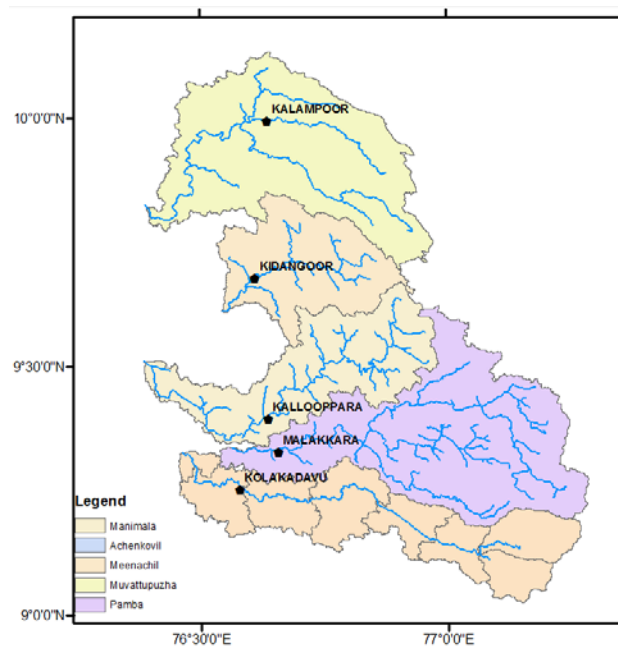 KALAMPOOR
10°0'0"N
KIDANGOOR
9°30'0"N
KALLOOPPARA
MALAKKARA
KOLAKADAVU
Legend
Manimala
Achenkovil
Meenachil
Muvattupuzha
Pamba
9°0'0"N
76°30'0"E
77°0'0"E